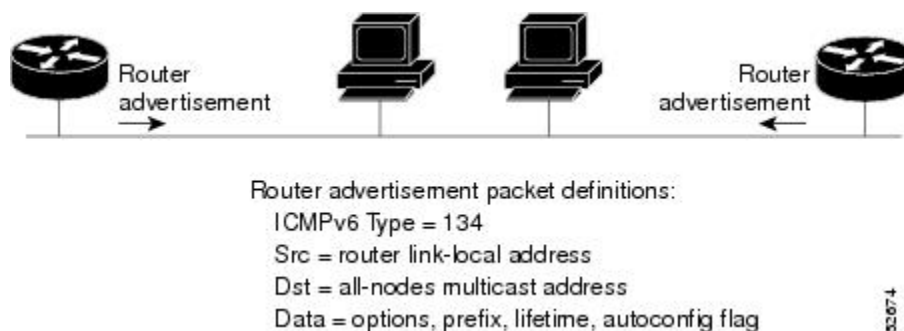 Router
advertisement
Router
advertisement
Router advertisement packet definitions:
ICMPv6 Type = 134
Src = router link-local address
Dst = all-nodes multicast address
Data = options, prefix, lifetime, autoconfig flag
52674